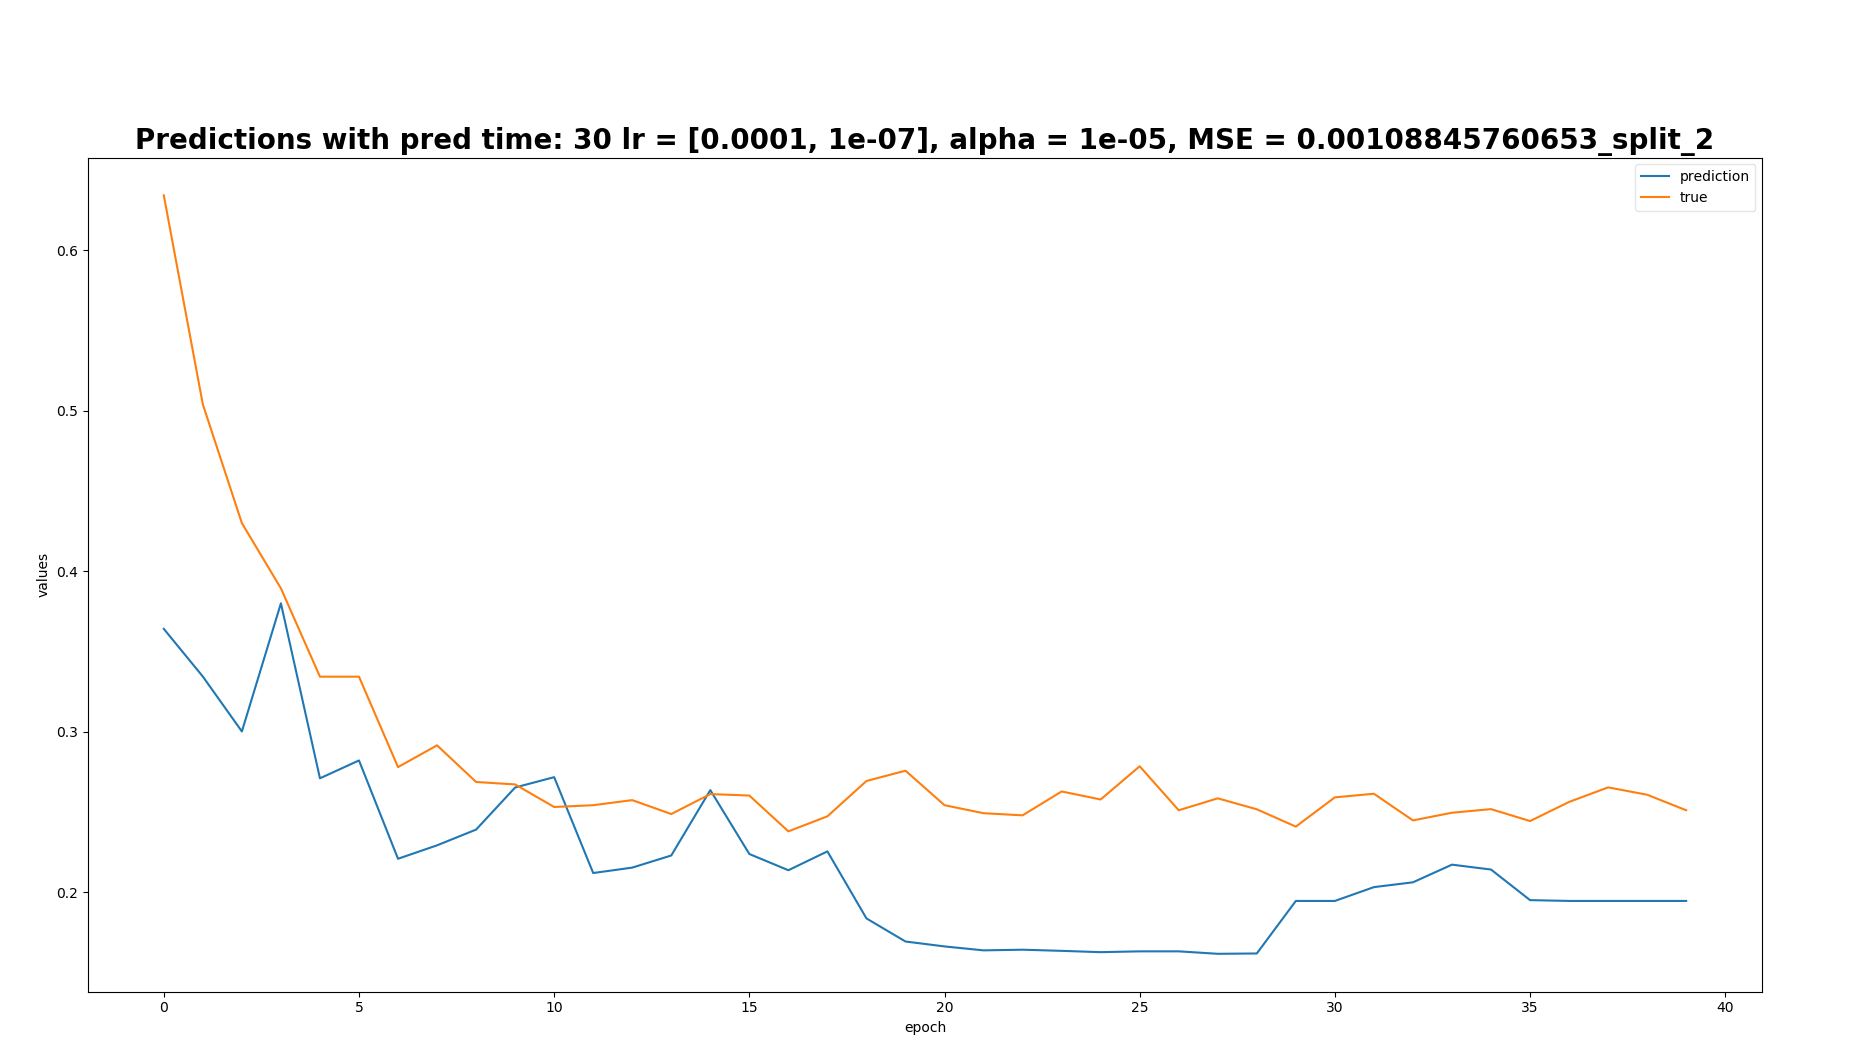 Predictions with pred time: 30 lr = [0.0001, 1e-07], alpha = 1e-05, MSE = 0.00108845760653_split_2
prediction
true
0.6
0.5
0.4
0.3
0.2
values
0 5 10 15 20 25 30 35 40
epoch